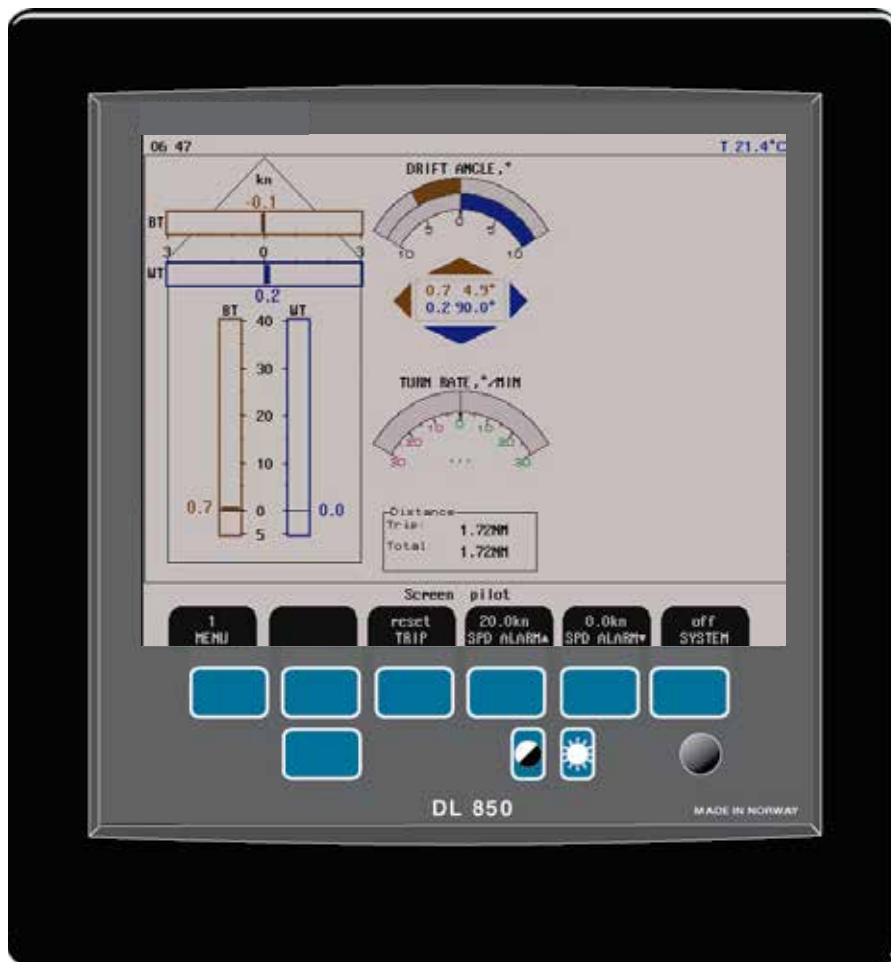 06 47
T 21.4°C
kn
-0.1
BT
3 0 3
WT
0.2
BT WT
40
30
20
10
0.7 0 0.0
5
DRIFT ANGLE,°
10 5 0 5 10
0.7 4.9°
0.2 90.0°
TURN RATE,°/MIN
30 20 10 0 10 20 30
...
Distance
Trip: 1.72NM
Total 1.72NM
Screen pilot
1
MENU
reset
TRIP
20.0kn
SPD ALARM▲
0.0kn
SPD ALARM▼
off
SYSTEM
DL 850
MADE IN NORWAY